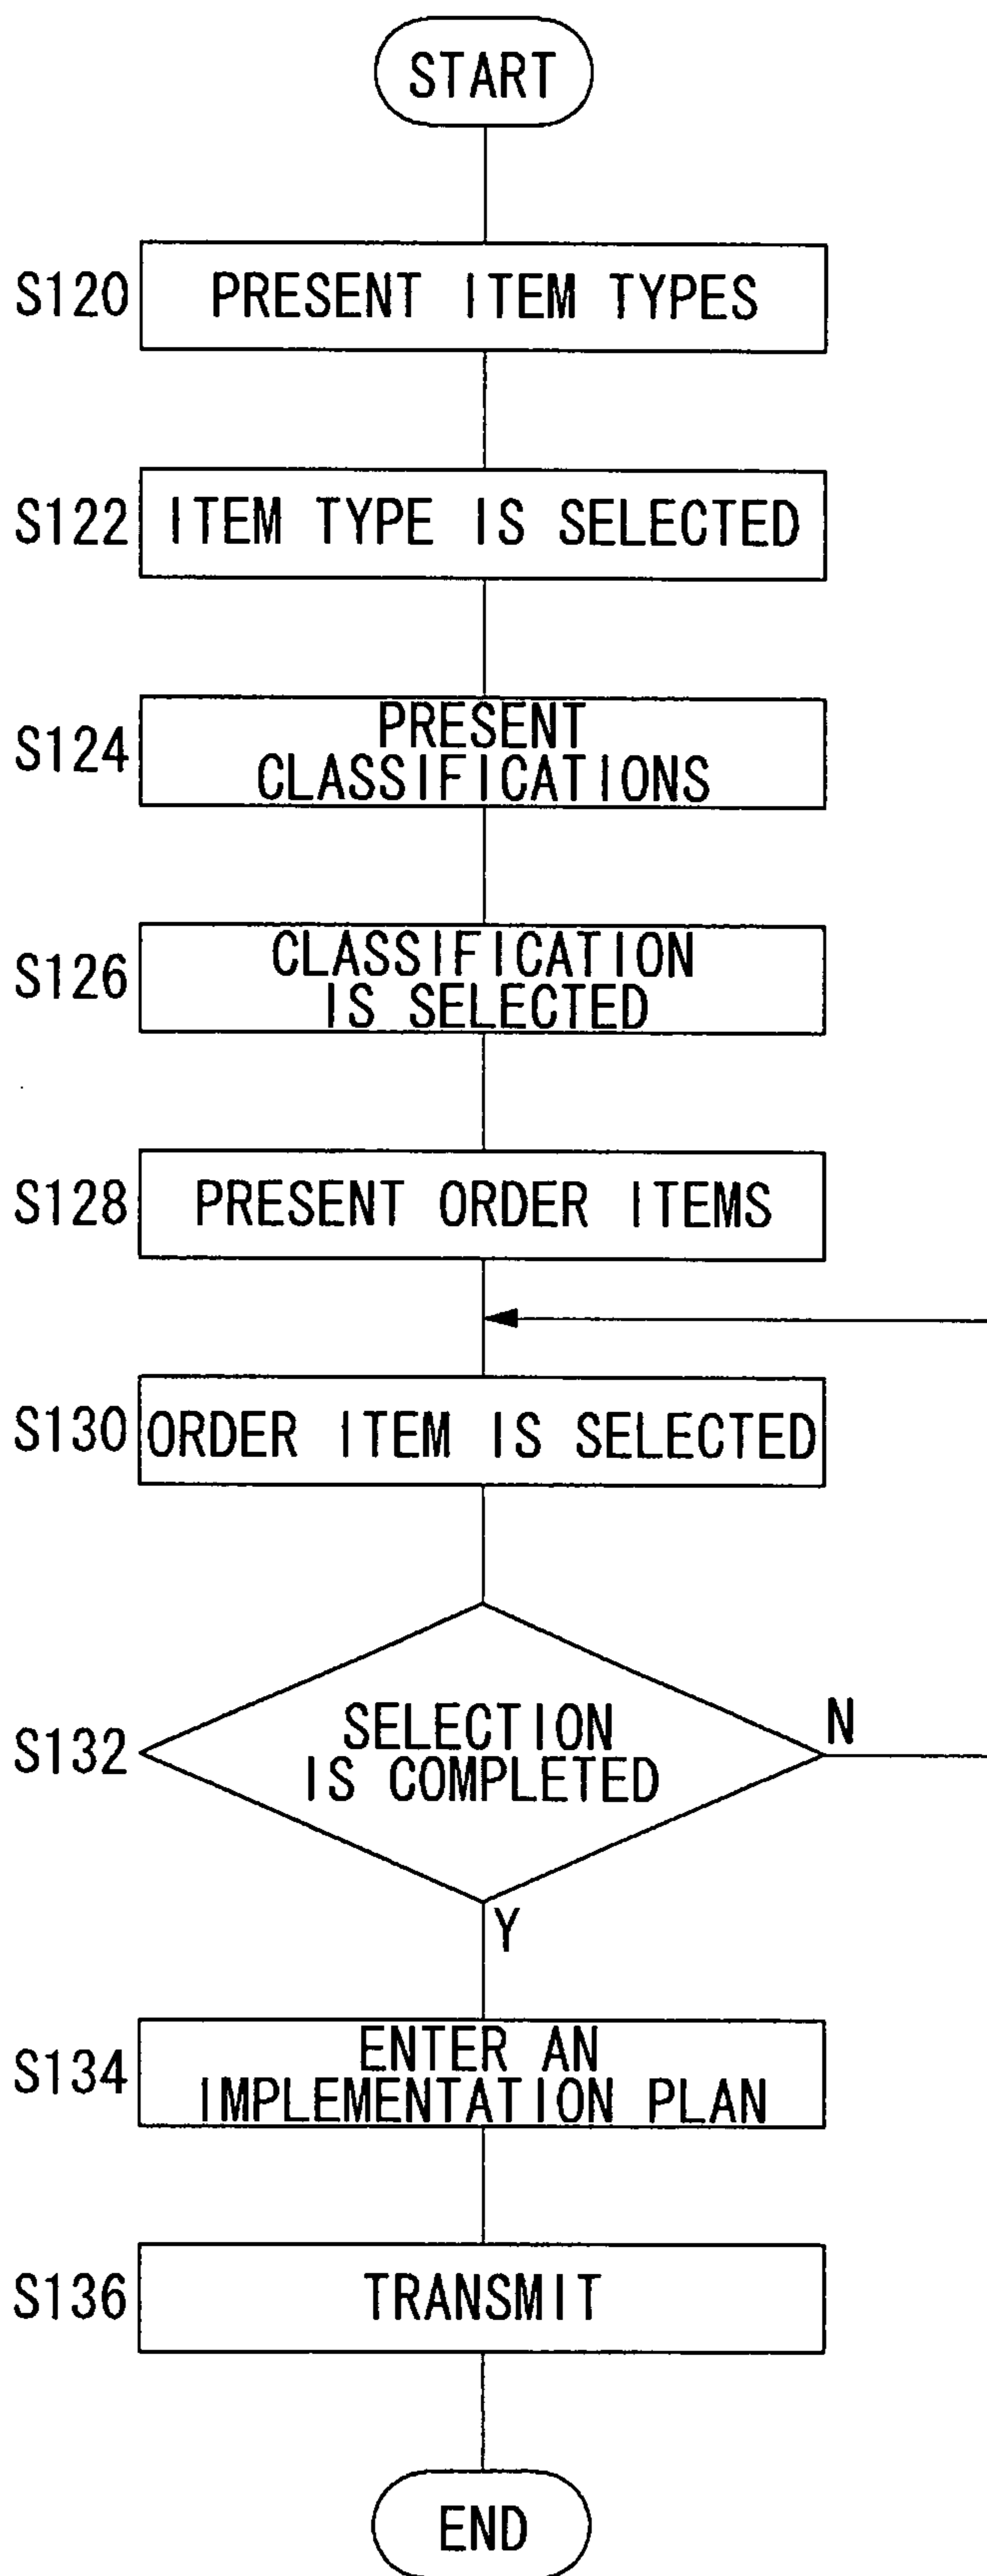 START
S120 PRESENT ITEM TYPES
S122 ITEM TYPE IS SELECTED
S124 PRESENT
CLASSIFICATIONS
S126 CLASSIFICATION
IS SELECTED
S128 PRESENT ORDER ITEMS
S130 ORDER ITEM IS SELECTED
S132 SELECTION
IS COMPLETED
N
Y
S134 ENTER AN
IMPLEMENTATION PLAN
S136 TRANSMIT
END